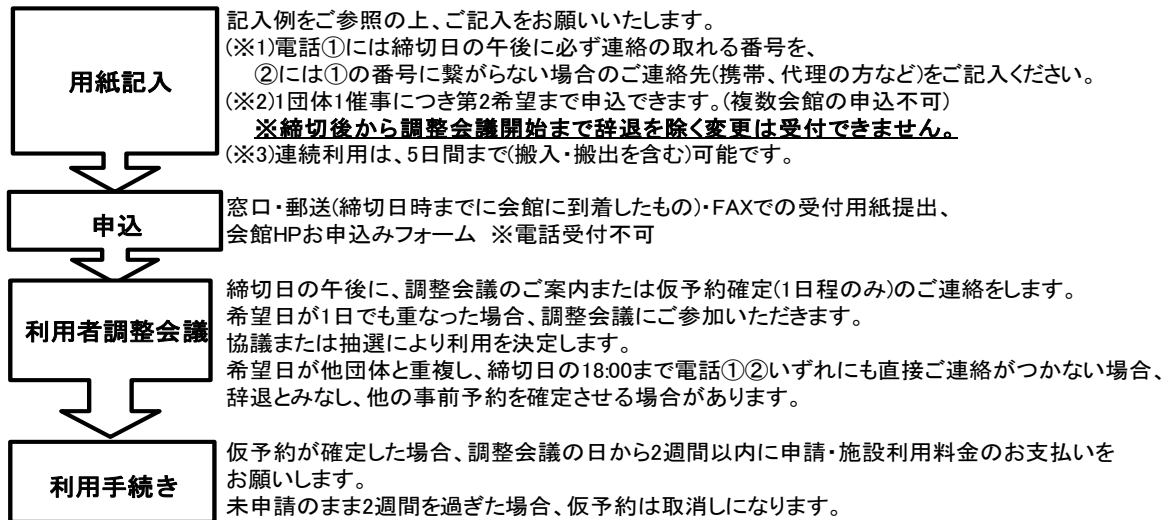 用紙記入
記入例をご参照の上、ご記入をお願いいたします。
(※1)電話①には締切日の午後に必ず連絡の取れる番号を、
②には①の番号に繋がらない場合のご連絡先(携帯、代理の方など)をご記入ください。
(※2)1団体1催事につき第2希望まで申込できます。(複数会館の申込不可)
※締切後から調整会議開始まで辞退を除く変更は受付できません。
(※3)連続利用は、5日間まで(搬入・搬出を含む)可能です。
申込
窓口・郵送(締切日時までに会館に到着したもの)・FAXでの受付用紙提出、
会館HPお申込みフォーム ※電話受付不可
利用者調整会議
締切日の午後に、調整会議のご案内または仮予約確定(1日程のみ)のご連絡をします。
希望日が1日でも重なった場合、調整会議にご参加いただきます。
協議または抽選により利用を決定します。
希望日が他団体と重複し、締切日の18:00まで電話①②いずれにも直接ご連絡がつかない場合、
辞退とみなし、他の事前予約を確定させる場合があります。
利用手続き
仮予約が確定した場合、調整会議の日から2週間以内に申請・施設利用料金のお支払いを
お願いします。
未申請のまま2週間を過ぎた場合、仮予約は取消しになります。